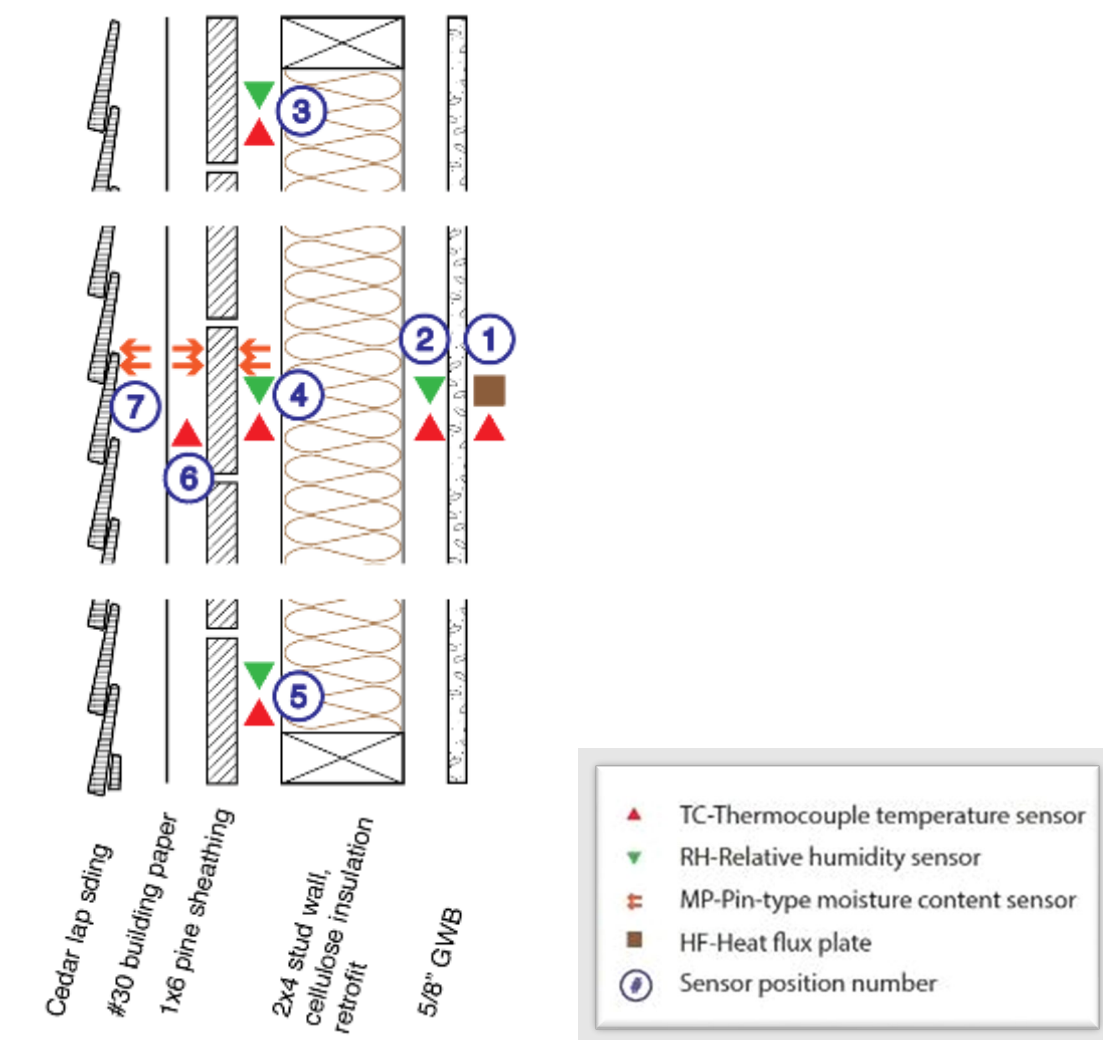 3
2
1
4
7
6
5
Cedar lap sding
#30 building paper
1x6 pine sheathing
2x4 stud wall,
cellulose insulation
retrofit
5/8" GWB
TC-Thermocouple temperature sensor
RH-Relative humidity sensor
MP-Pin-type moisture content sensor
HF-Heat flux plate
# Sensor position number